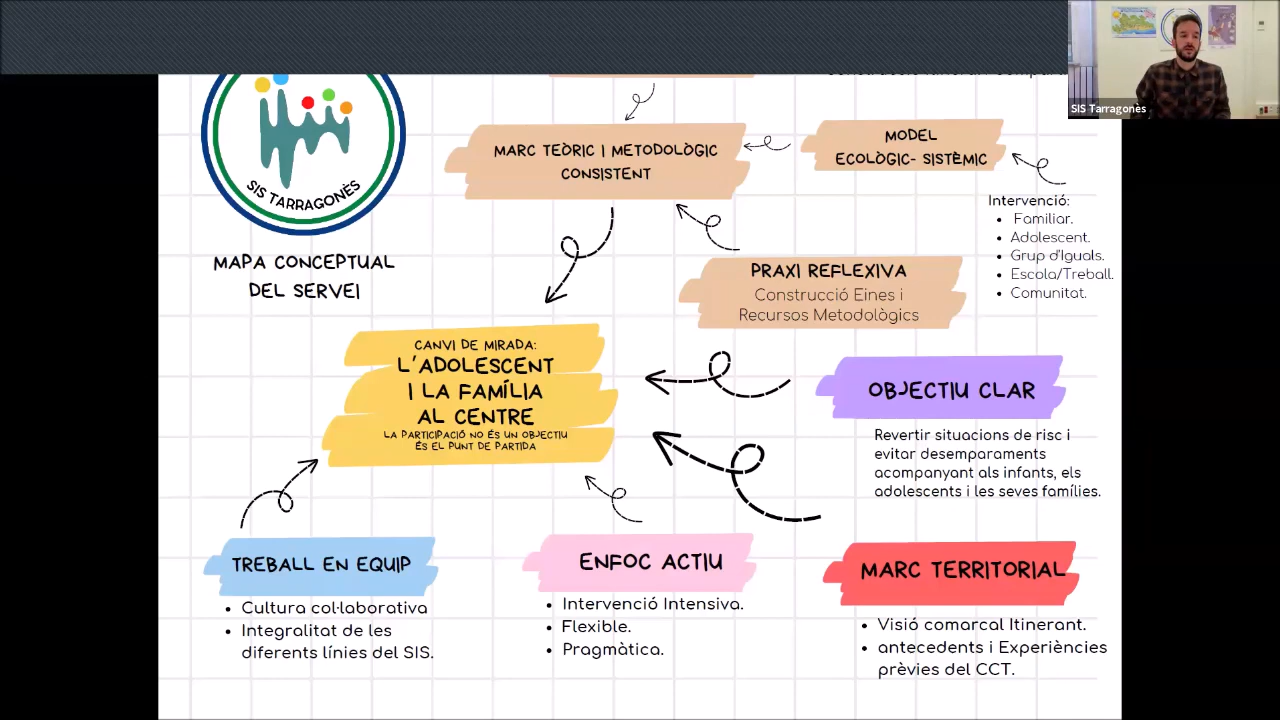 SIS Tarragonès
SIS TARRAGONÈS
MAPA CONCEPTUAL
DEL SERVEI
MARC TEÒRIC I METODOLÒGIC
CONSISTENT
MODEL
ECOLÒGIC- SISTÈMIC
Intervenció:
• Familiar.
• Adolescent.
• Grup d'Iguals.
• Escola/Treball.
• Comunitat.
PRAXI REFLEXIVA
Construcció Eines i
Recursos Metodològics
CANVI DE MIRADA:
L'ADOLESCENT
I LA FAMÍLIA
AL CENTRE
LA PARTICIPACIÓ NO ÉS UN OBJECTIU
ÉS EL PUNT DE PARTIDA
OBJECTIU CLAR
Revertir situacions de risc i
evitar desemparaments
acompanyant als infants, els
adolescents i les seves famílies.
TREBALL EN EQUIP
• Cultura col·laborativa
• Integralitat de les
diferents línies del SIS.
ENFOC ACTIU
• Intervenció Intensiva.
• Flexible.
• Pragmàtica.
MARC TERRITORIAL
• Visió comarcal Itinerant.
• antecedents i Experiències
prèvies del CCT.